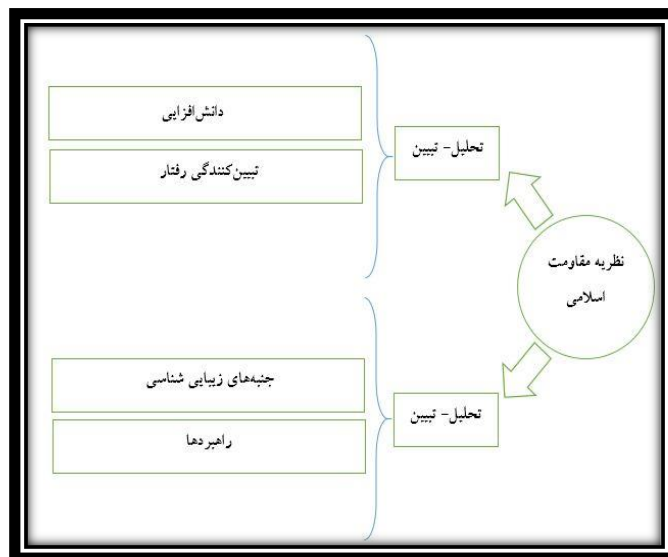 نظریه مقاومت
اسلامی
تحلیل- تبیین
دانش‌افزایی
تبیین‌کنندگی رفتار
تحلیل- تبیین
جنبه‌های زیبایی شناسی
راهبردها